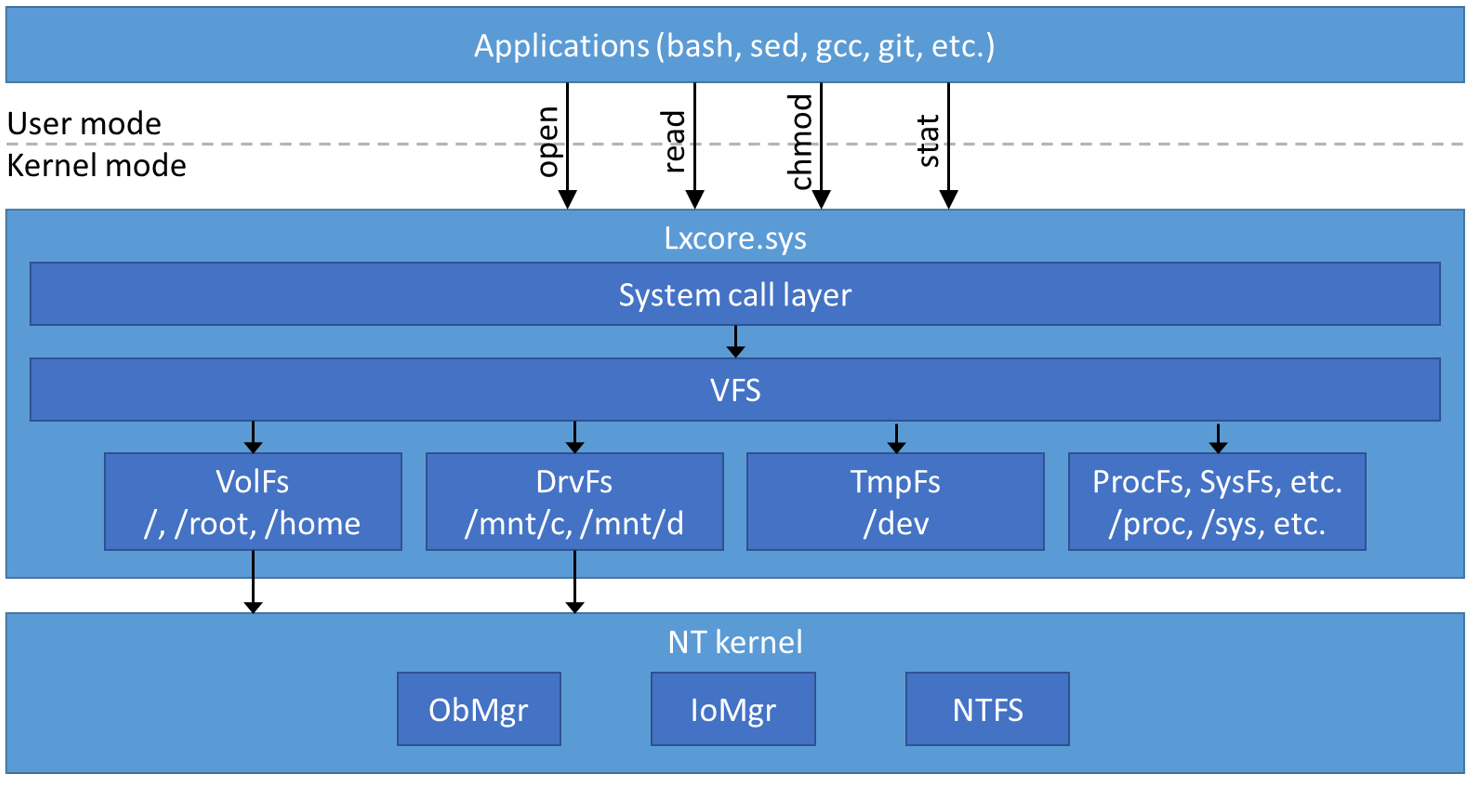 Applications (bash, sed, gcc, git, etc.)
User mode
Kernel mode
open
read
chmod
stat
Lxcore.sys
System call layer
VFS
VolFs
/, /root, /home
DrvFs
/mnt/c, /mnt/d
TmpFs
/dev
ProcFs, SysFs, etc.
/proc, /sys, etc.
NT kernel
ObMgr
IoMgr
NTFS